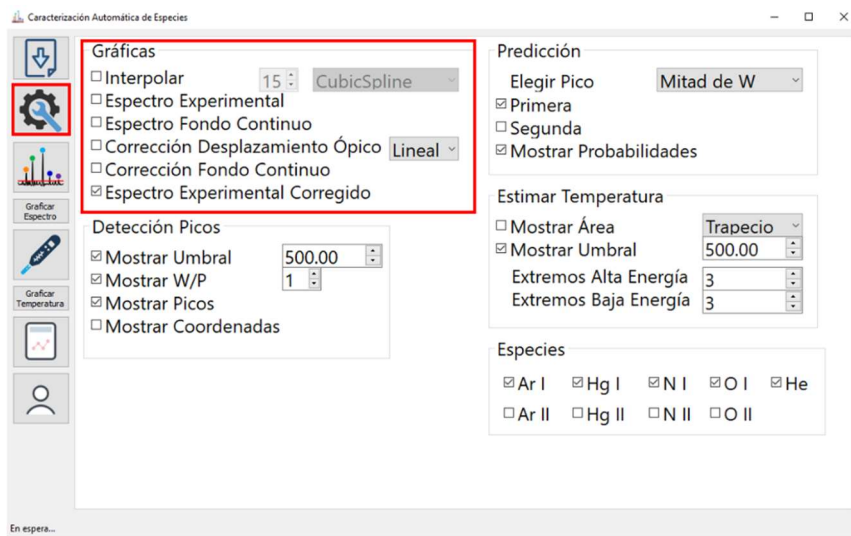 Caracterización Automática de Especies
Graficar
Espectro
Graficar
Temperatura
Gráficas
Interpolar 15 CubicSpline
Espectro Experimental
Espectro Fondo Continuo
Corrección Desplazamiento Ópico Lineal
Corrección Fondo Continuo
Espectro Experimental Corregido
Detección Picos
Mostrar Umbral 500.00
Mostrar W/P 1
Mostrar Picos
Mostrar Coordenadas
Predicción
Elegir Pico Mitad de W
Primera
Segunda
Mostrar Probabilidades
Estimar Temperatura
Mostrar Área Trapecio
Mostrar Umbral 500.00
Extremos Alta Energía 3
Extremos Baja Energía 3
Especies
Ar I Hg I N I O I He
Ar II Hg II N II O II
En espera...